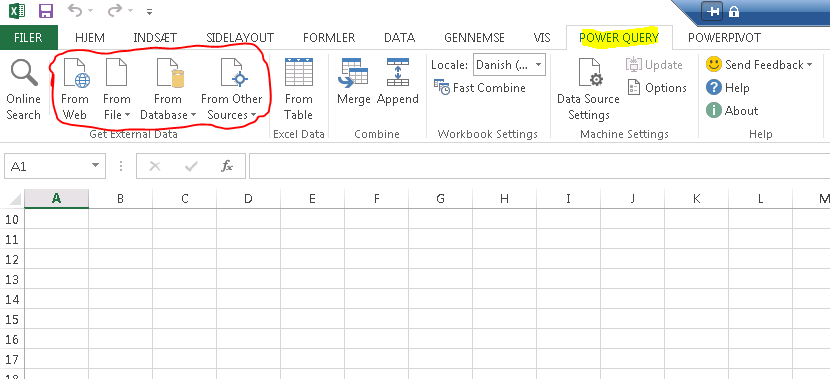 FILER HJEM INDSÆT SIDELAYOUT FORMLER DATA GENNEMSE VIS POWER QUERY POWERPIVOT
Online Search
From Web
From File
From Database
From Other Sources
Get External Data
From Table
Excel Data
Merge
Append
Combine
Locale: Danish (...
Fast Combine
Workbook Settings
Data Source Settings
Update
Options
Machine Settings
Send Feedback
Help
About
Help
A1
fx
A B C D E F G H I J K L M
10
11
12
13
14
15
16
17
18